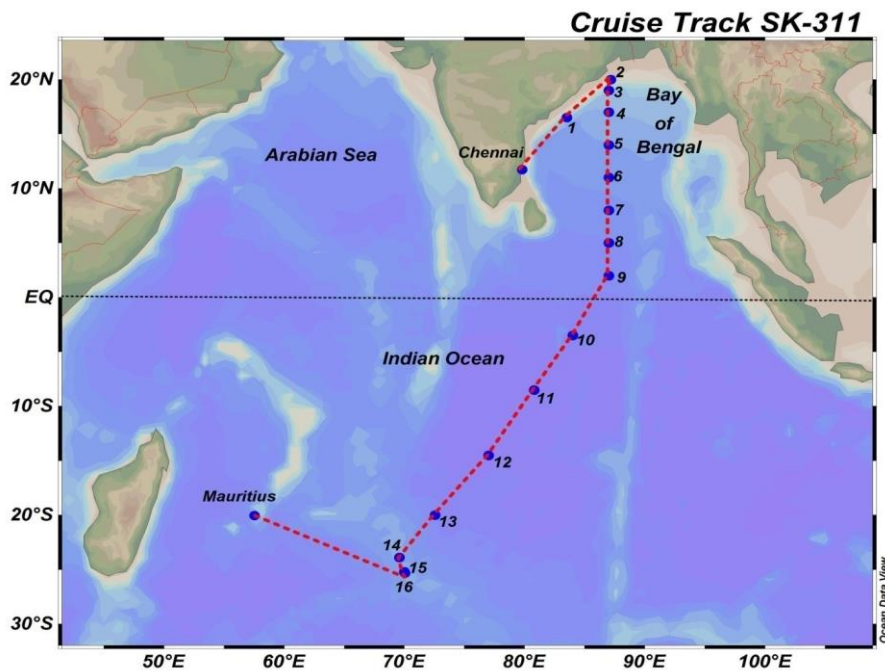 Cruise Track SK-311
20°N
2
3
Bay
of
Bengal
4
1
Arabian Sea
Chennai
5
10°N
6
7
8
9
EQ
10
Indian Ocean
10°S
11
12
Mauritius
20°S
13
14
15
16
30°S
50°E
60°E
70°E
80°E
90°E
100°E
Ocean Data View